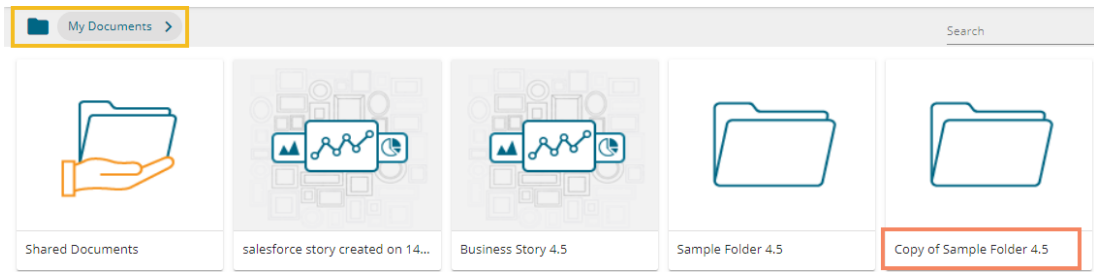 My Documents
Search
Shared Documents
salesforce story created on 14...
Business Story 4.5
Sample Folder 4.5
Copy of Sample Folder 4.5